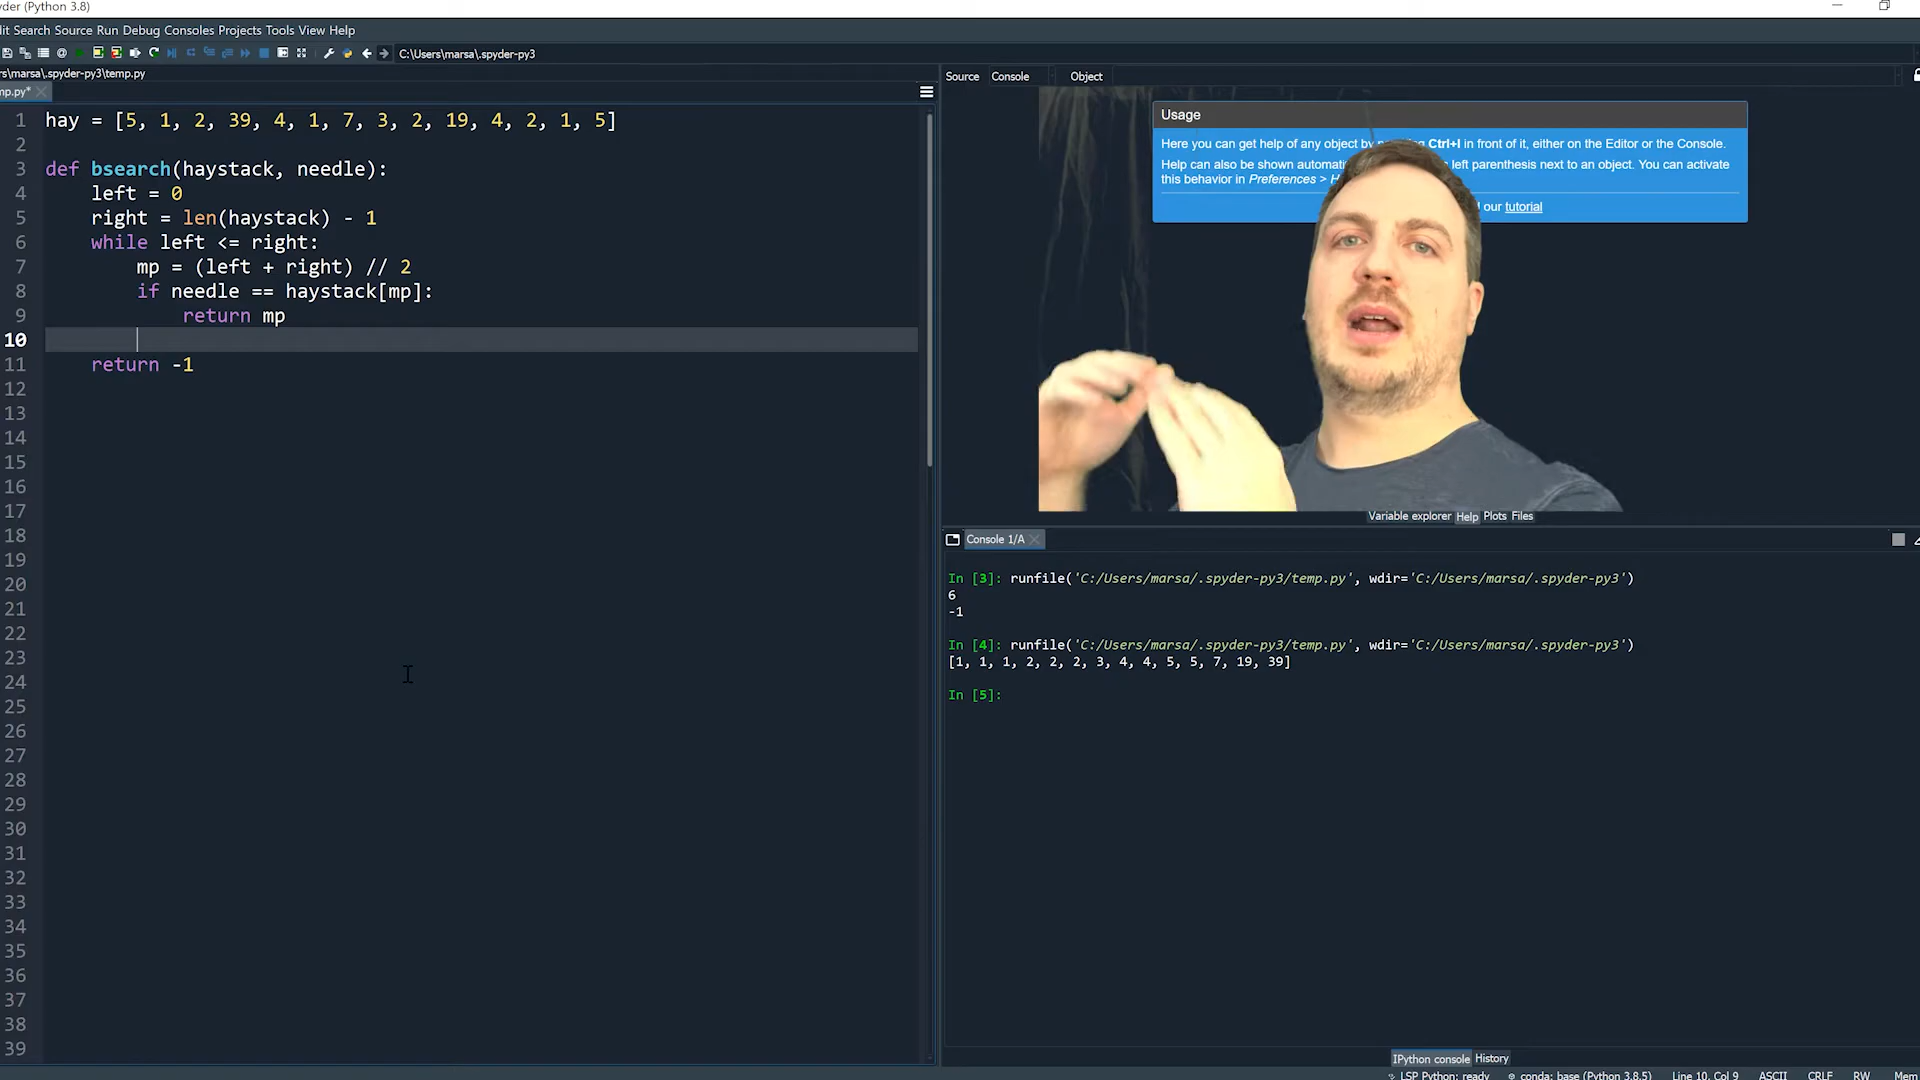 yder (Python 3.8)
it Search Source Run Debug Consoles Projects Tools View Help
C:\Users\marsa\.spyder-py3
rs\marsa\.spyder-py3\temp.py
mp.py*
1 hay = [5, 1, 2, 39, 4, 1, 7, 3, 2, 19, 4, 2, 1, 5]
2
3 def bsearch(haystack, needle):
4 left = 0
5 right = len(haystack) - 1
6 while left <= right:
7 mp = (left + right) // 2
8 if needle == haystack[mp]:
9 return mp
10
11 return -1
12
13
14
15
16
17
18
19
20
21
22
23
24
25
26
27
28
29
30
31
32
33
34
35
36
37
38
39
Source Console Object
Usage
Here you can get help of any object by Ctrl+I in front of it, either on the Editor or the Console.
Help can also be shown left parenthesis next to an object. You can activate
this behavior in Preferences >
our tutorial
Variable explorer Help Plots Files
Console 1/A
In [3]: runfile('C:/Users/marsa/.spyder-py3/temp.py', wdir='C:/Users/marsa/.spyder-py3')
6
-1
In [4]: runfile('C:/Users/marsa/.spyder-py3/temp.py', wdir='C:/Users/marsa/.spyder-py3')
[1, 1, 1, 2, 2, 2, 3, 4, 4, 5, 5, 7, 19, 39]
In [5]:
IPython console History
LSP Python: ready conda: base (Python 3.8.5) Line 10, Col 9 ASCII CRLF RW Mem